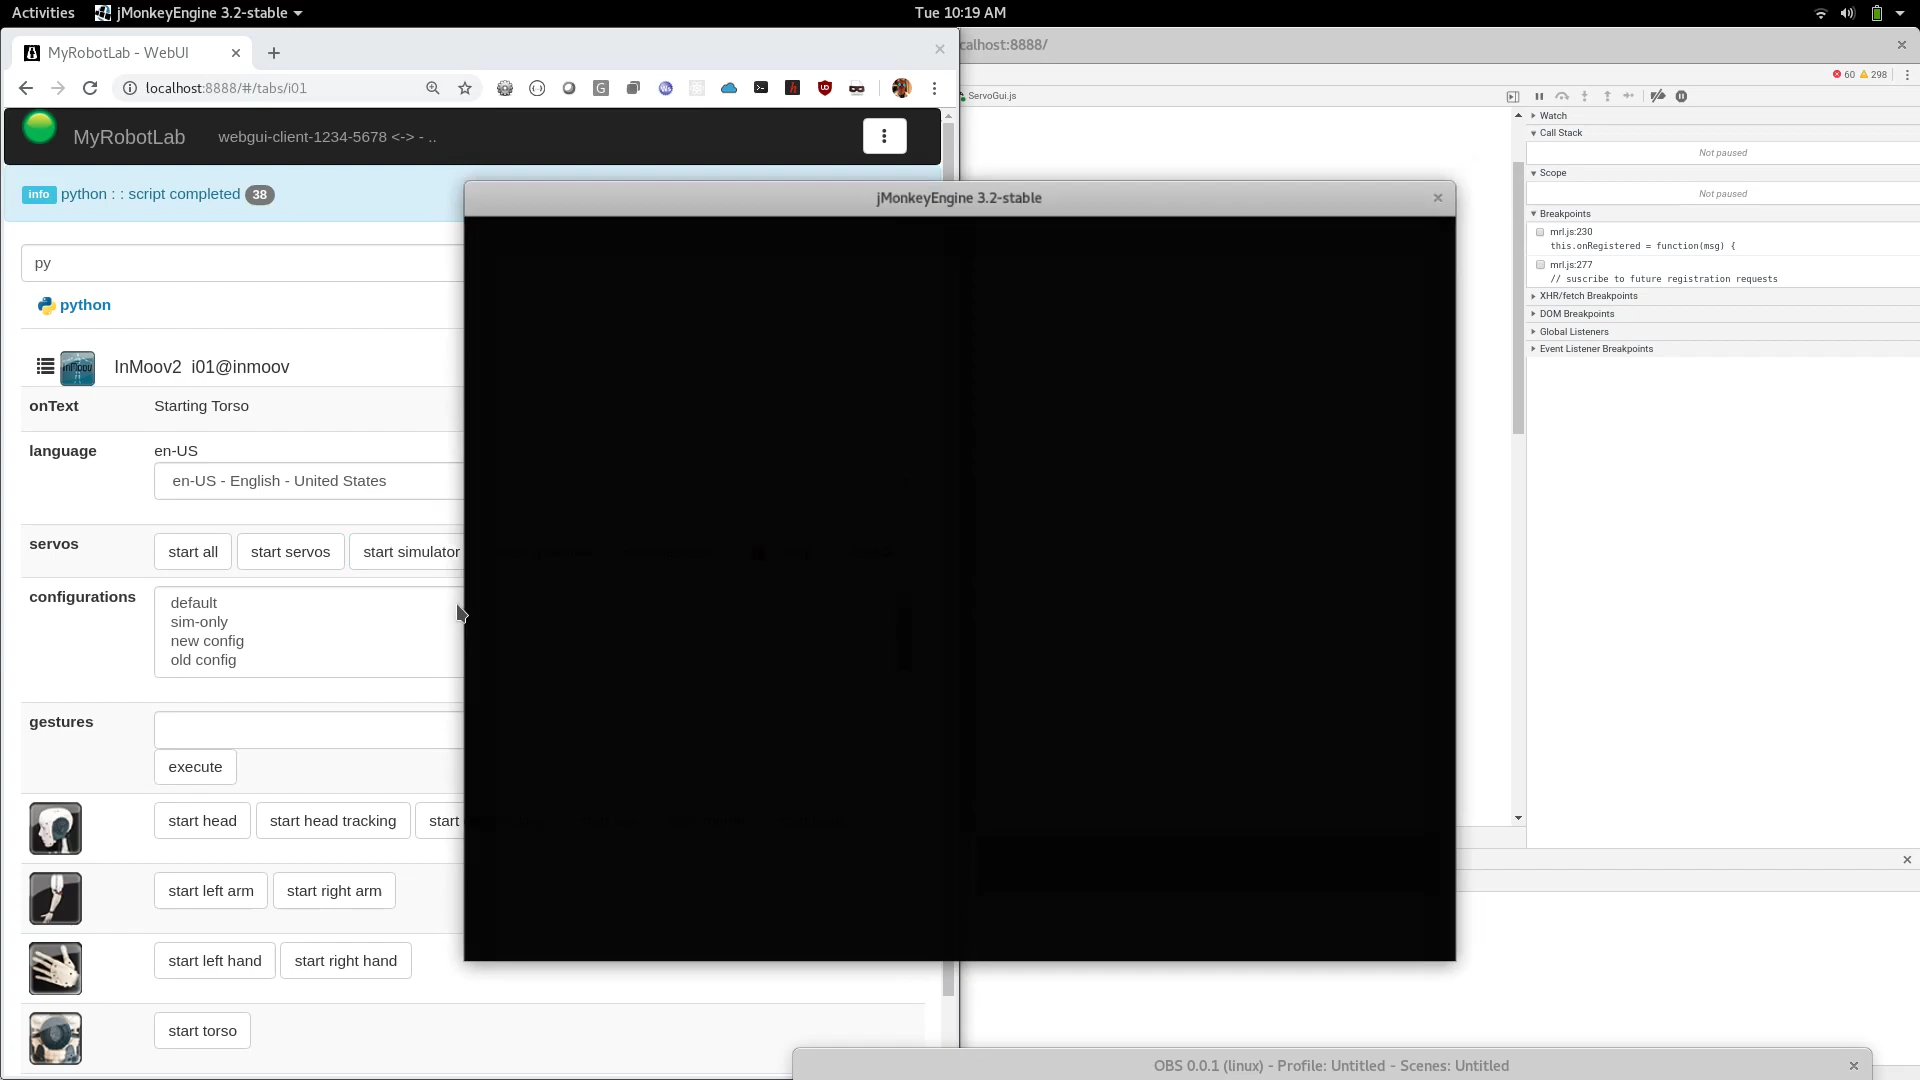 Activities
jMonkeyEngine 3.2-stable
Tue 10:19 AM
MyRobotLab - WebUI
calhost:8888/
localhost:8888/#/tabs/i01
60 298
ServoGui.js
MyRobotLab
webgui-client-1234-5678 <-> - ..
info python : : script completed 38
py
python
InMoov2 i01@inmoov
onText Starting Torso
language en-US
en-US - English - United States
servos start all start servos start simulator
configurations default
sim-only
new config
old config
gestures
execute
start head start head tracking start
start left arm start right arm
start left hand start right hand
start torso
jMonkeyEngine 3.2-stable
Watch
Call Stack
Not paused
Scope
Not paused
Breakpoints
mrl.js:230
this.onRegistered = function(msg) {
mrl.js:277
// suscribe to future registration requests
XHR/fetch Breakpoints
DOM Breakpoints
Global Listeners
Event Listener Breakpoints
OBS 0.0.1 (linux) - Profile: Untitled - Scenes: Untitled